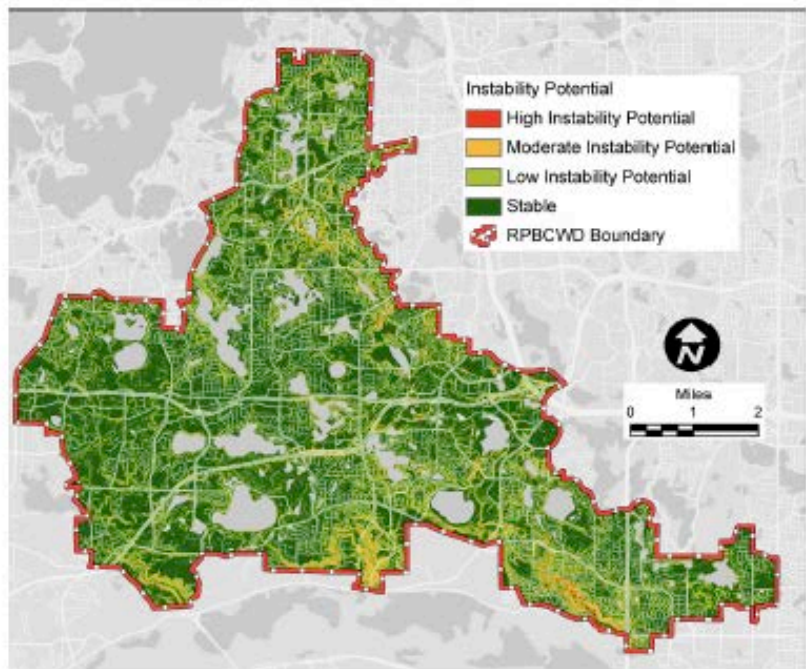 Instability Potential
High Instability Potential
Moderate Instability Potential
Low Instability Potential
Stable
RPBCWD Boundary
N
Miles
0 1 2